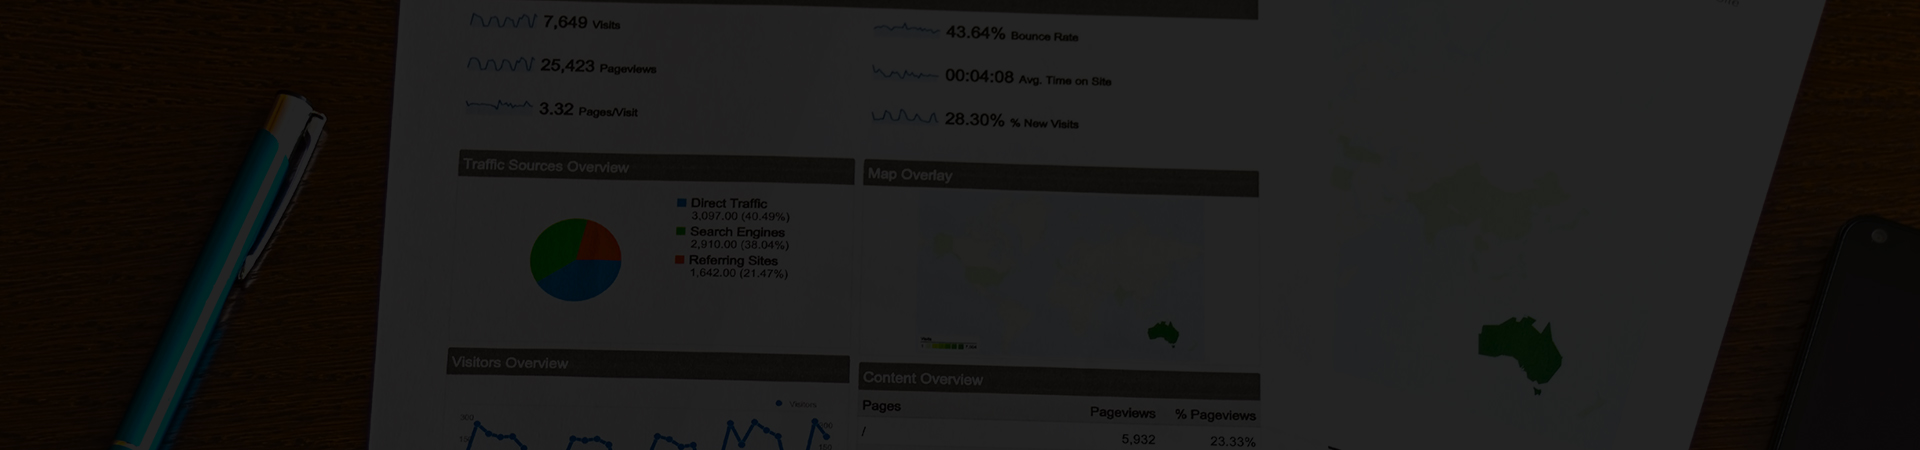 7,649 Visits
43.64% Bounce Rate
25,423 Pageviews
00:04:08 Avg. Time on Site
3.32 Pages/Visit
28.30% % New Visits
Traffic Sources Overview
Direct Traffic
3,097.00 (40.49%)
Search Engines
2,910.00 (38.04%)
Referring Sites
1,642.00 (21.47%)
Map Overlay
Visitors Overview
Visitors
Content Overview
Pages Pageviews % Pageviews
/ 5,932 23.33%